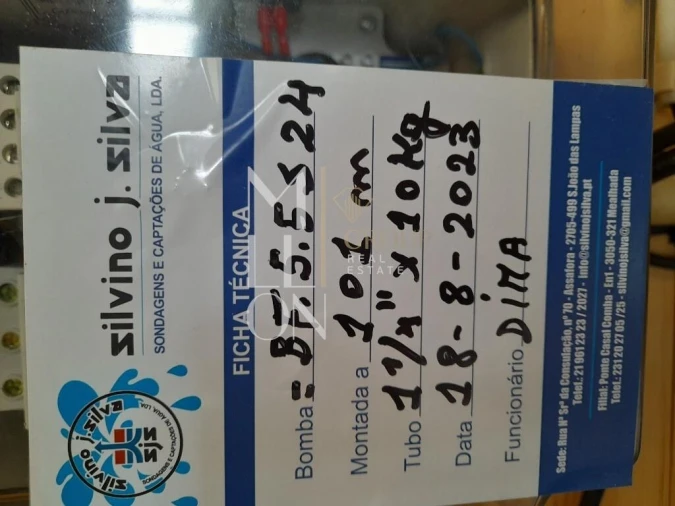 silvino j. silva
SONDAGENS E CAPTAÇÕES DE ÁGUA, LDA.
silvino j. silva
sjs
SONDAGENS E CAPTAÇÕES DE ÁGUA, LDA.
FICHA TÉCNICA
Bomba = BF.5.5 S 24
Montada a 101 m
Tubo 1 1/4" x 10 Kg
Data 18-8-2023
Funcionário DIMA
REAL
ESTATE
Sede: Rua Nª Srª da Consolação, nº 70 - Assafora - 2705-499 S.João das Lampas
Telef.: 21 961 23 23 / 2027 - info@silvinojsilva.pt
Filial: Ponte Casal Comba - En1 - 3050-321 Mealhada
Telef.: 231 20 27 05 / 25 - silvinojsilva@gmail.com